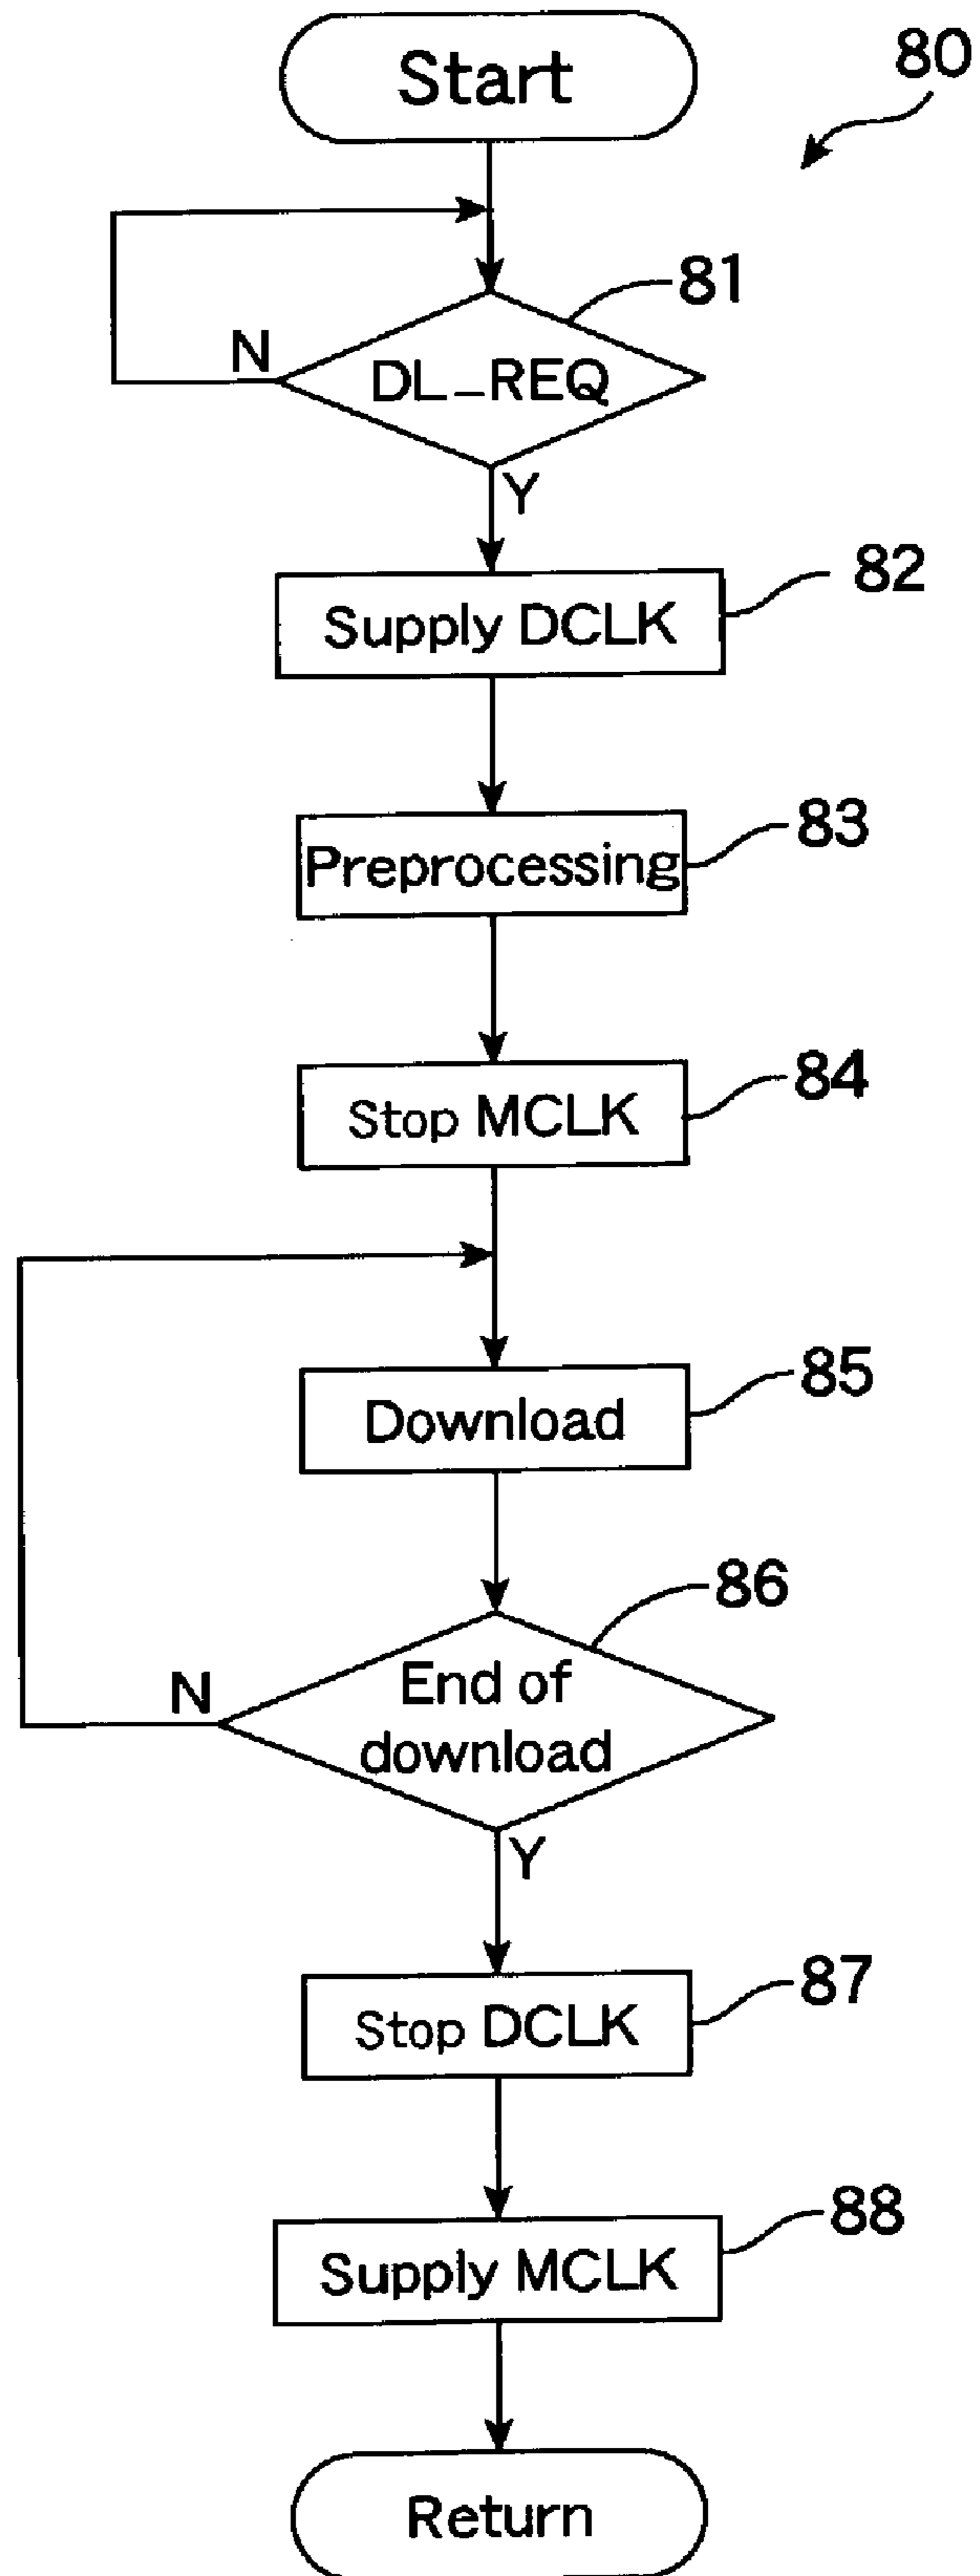 Start
80
81
N
DL_REQ
Y
82
Supply DCLK
83
Preprocessing
84
Stop MCLK
85
Download
86
N
End of
download
Y
87
Stop DCLK
88
Supply MCLK
Return